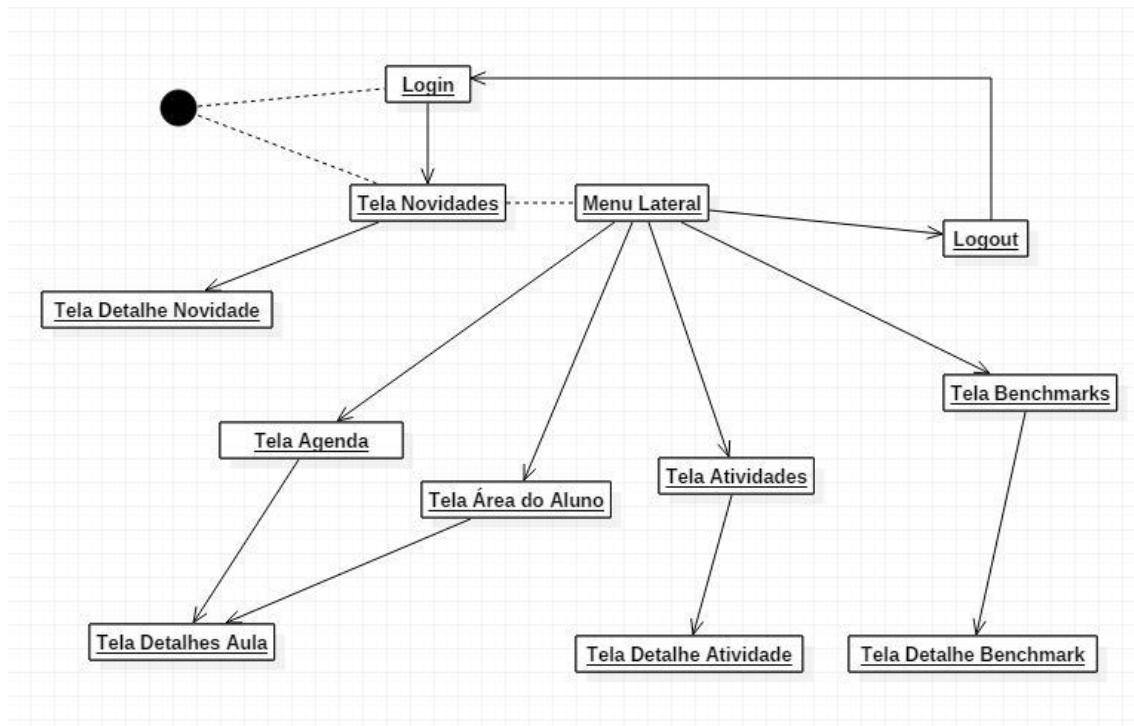 Login
Tela Novidades
Menu Lateral
Logout
Tela Detalhe Novidade
Tela Benchmarks
Tela Agenda
Tela Atividades
Tela Área do Aluno
Tela Detalhes Aula
Tela Detalhe Atividade
Tela Detalhe Benchmark